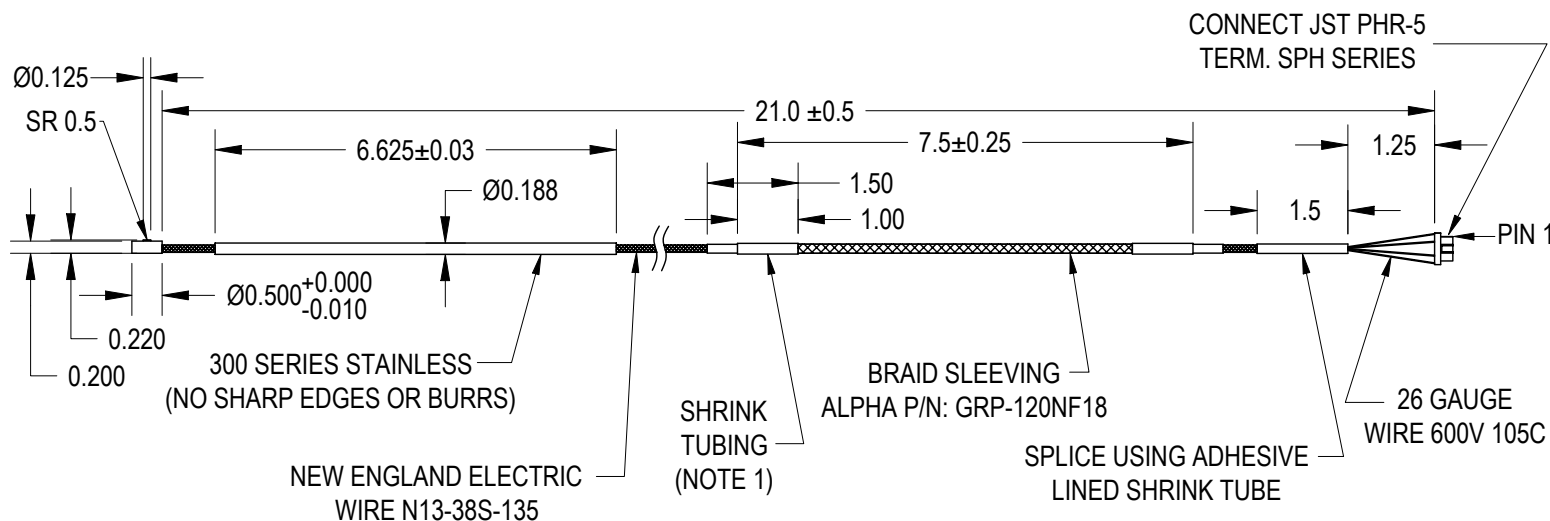 CONNECT JST PHR-5
TERM. SPH SERIES
Ø0.125
SR 0.5
21.0 ±0.5
6.625±0.03
7.5±0.25
1.25
Ø0.188
1.50
1.00
1.5
PIN 1
Ø0.500 +0.000
-0.010
0.220
0.200
300 SERIES STAINLESS
(NO SHARP EDGES OR BURRS)
NEW ENGLAND ELECTRIC
WIRE N13-38S-135
SHRINK
TUBING
(NOTE 1)
BRAID SLEEVING
ALPHA P/N: GRP-120NF18
SPLICE USING ADHESIVE
LINED SHRINK TUBE
26 GAUGE
WIRE 600V 105C